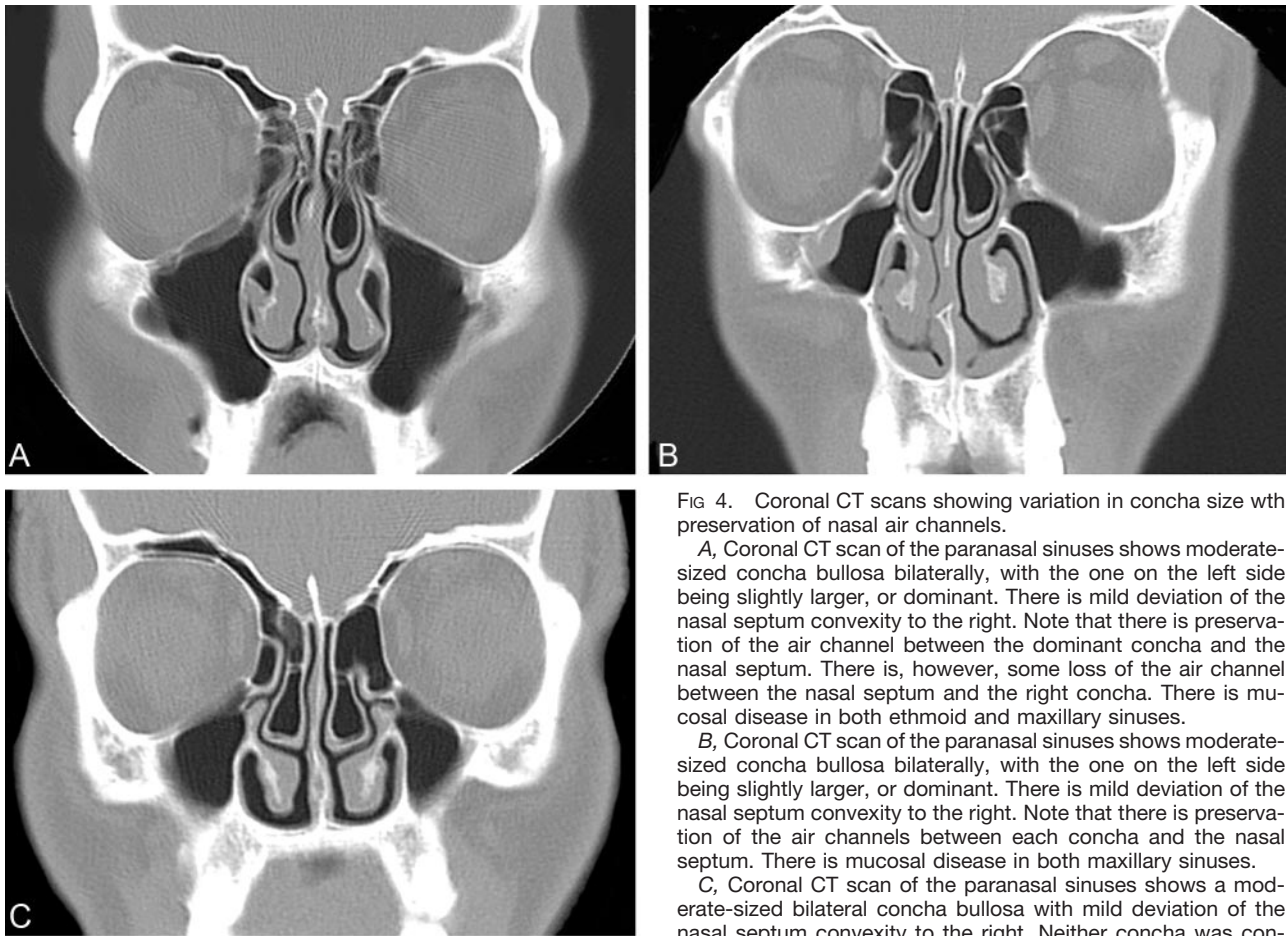 A
B
C
FIG 4. Coronal CT scans showing variation in concha size wth
preservation of nasal air channels.
A, Coronal CT scan of the paranasal sinuses shows moderate-
sized concha bullosa bilaterally, with the one on the left side
being slightly larger, or dominant. There is mild deviation of the
nasal septum convexity to the right. Note that there is preserva-
tion of the air channel between the dominant concha and the
nasal septum. There is, however, some loss of the air channel
between the nasal septum and the right concha. There is mu-
cosal disease in both ethmoid and maxillary sinuses.
B, Coronal CT scan of the paranasal sinuses shows moderate-
sized concha bullosa bilaterally, with the one on the left side
being slightly larger, or dominant. There is mild deviation of the
nasal septum convexity to the right. Note that there is preserva-
tion of the air channels between each concha and the nasal
septum. There is mucosal disease in both maxillary sinuses.
C, Coronal CT scan of the paranasal sinuses shows a mod-
erate-sized bilateral concha bullosa with mild deviation of the
nasal septum convexity to the right. Neither concha was con-